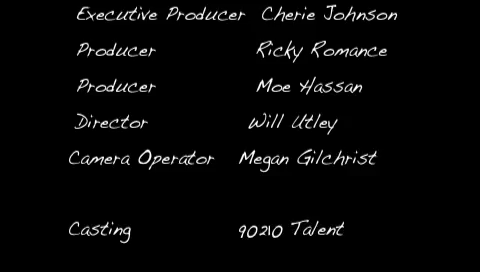 Executive Producer Cherie Johnson
Producer Ricky Romance
Producer Moe Hassan
Director Will Utley
Camera Operator Megan Gilchrist
Casting 90210 Talent